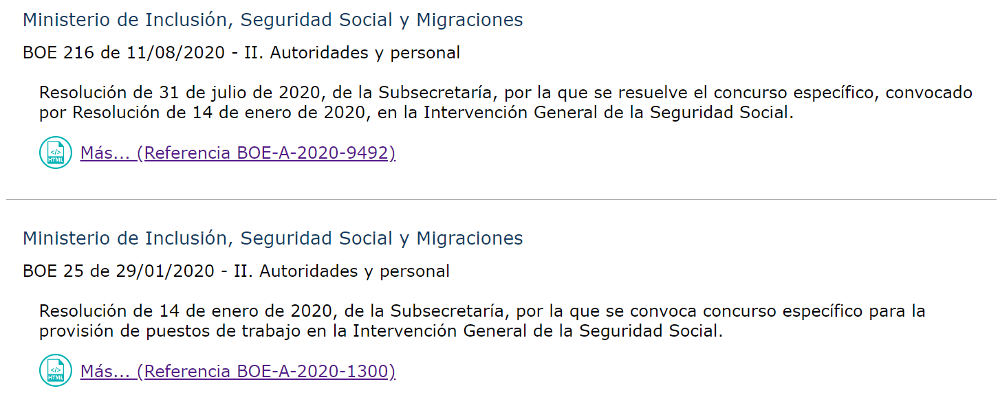 Ministerio de Inclusión, Seguridad Social y Migraciones
BOE 216 de 11/08/2020 - II. Autoridades y personal
Resolución de 31 de julio de 2020, de la Subsecretaría, por la que se resuelve el concurso específico, convocado
por Resolución de 14 de enero de 2020, en la Intervención General de la Seguridad Social.
</>
HTML
Más... (Referencia BOE-A-2020-9492)
Ministerio de Inclusión, Seguridad Social y Migraciones
BOE 25 de 29/01/2020 - II. Autoridades y personal
Resolución de 14 de enero de 2020, de la Subsecretaría, por la que se convoca concurso específico para la
provisión de puestos de trabajo en la Intervención General de la Seguridad Social.
</>
HTML
Más... (Referencia BOE-A-2020-1300)